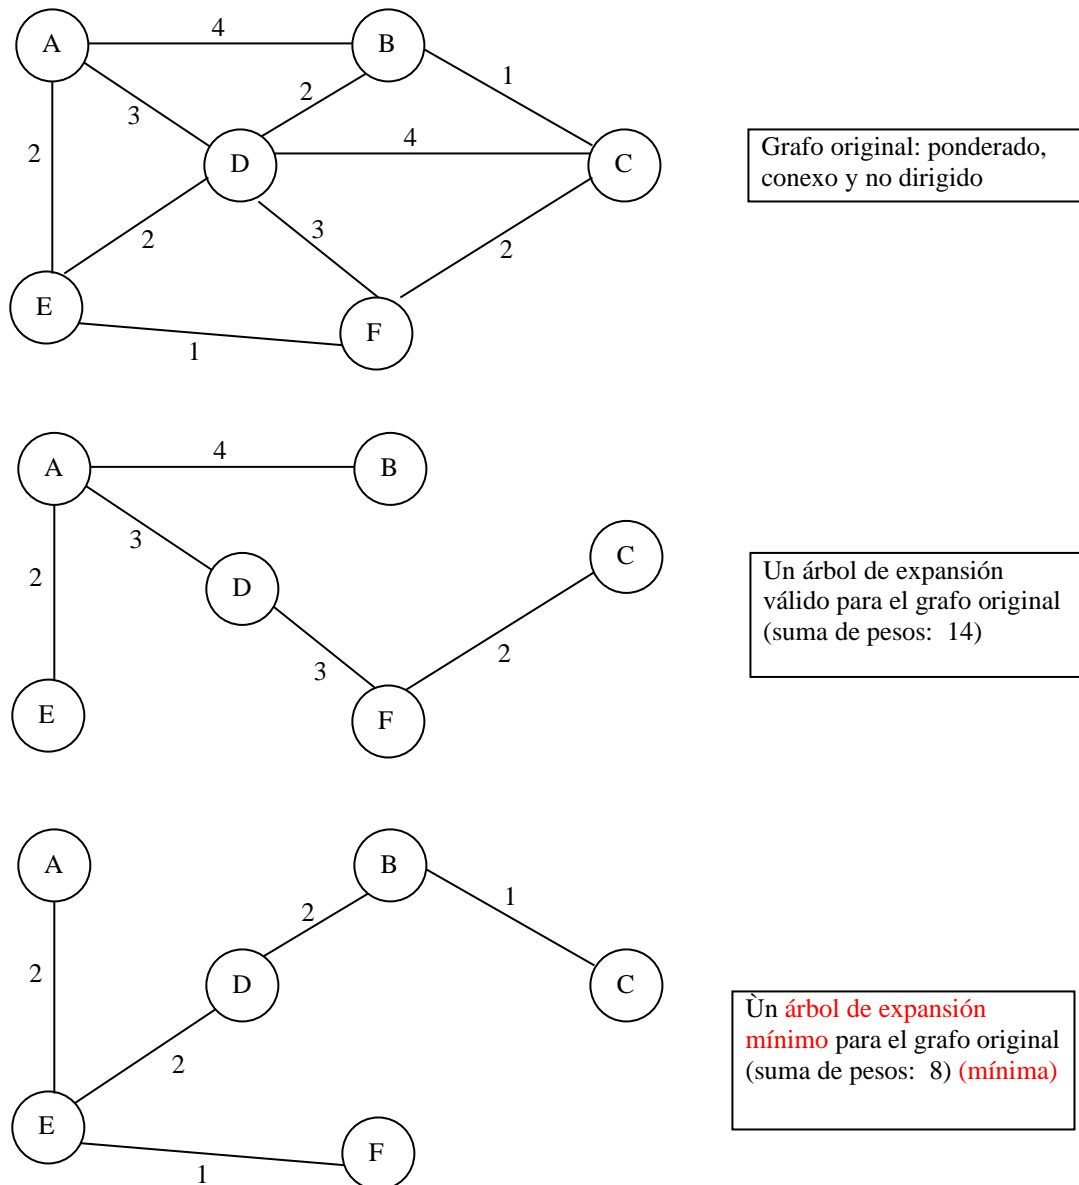 A
4
B
1
2
3
4
2
D
C
Grafo original: ponderado,
conexo y no dirigido
3
2
2
E
F
1
A
4
B
3
C
2
D
Un árbol de expansión
válido para el grafo original
(suma de pesos:  14)
2
3
E
F
A
B
1
2
2
D
C
Ùn árbol de expansión
mínimo para el grafo original
(suma de pesos:  8) (mínima)
2
E
F
1